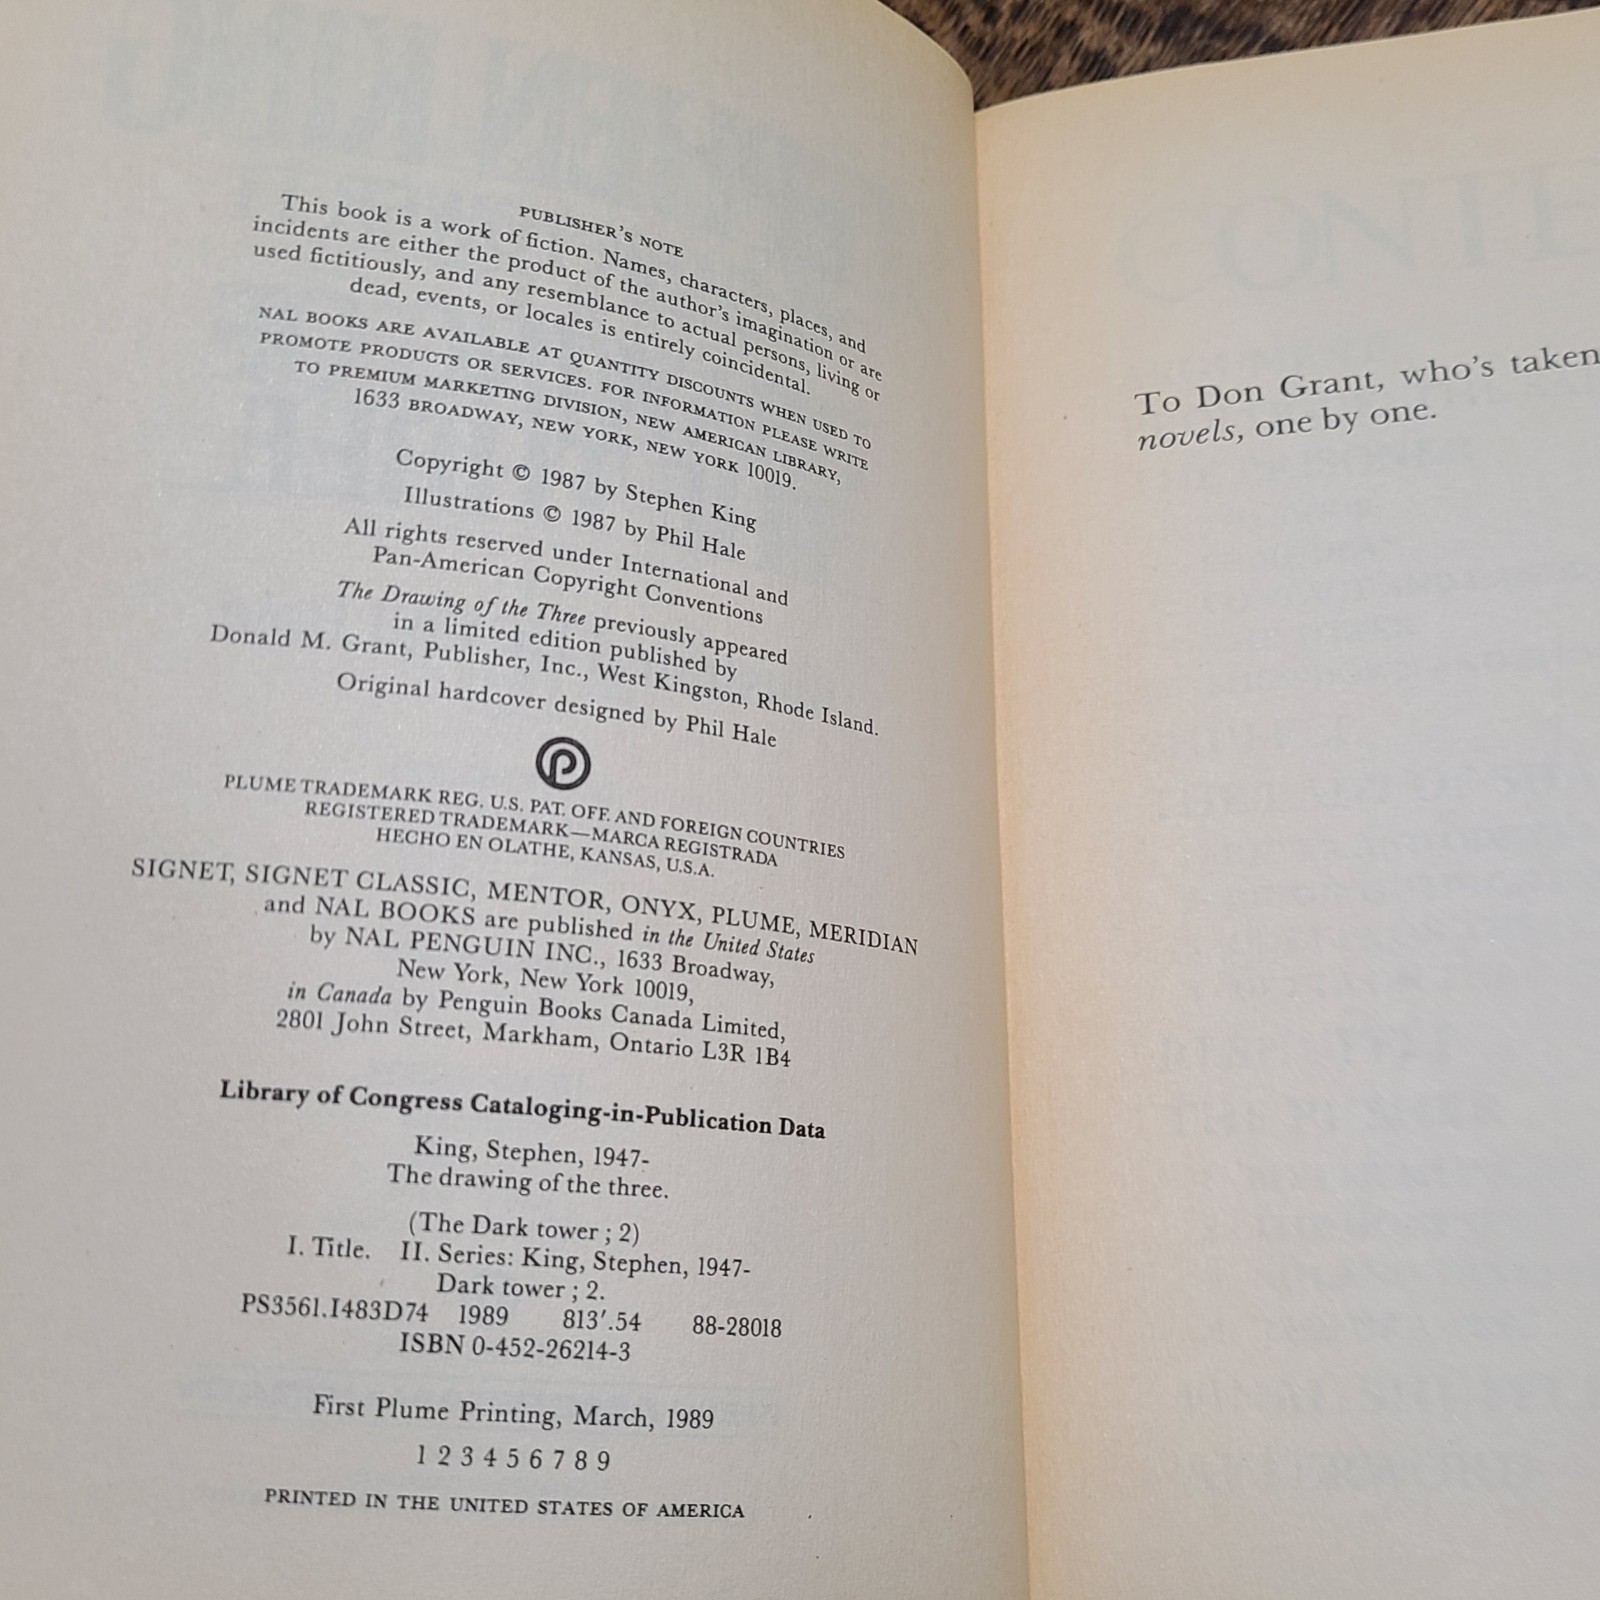 PUBLISHER'S NOTE
This book is a work of fiction. Names, characters, places, and
incidents are either the product of the author's imagination or are
used fictitiously, and any resemblance to actual persons, living or
dead, events, or locales is entirely coincidental.
NAL BOOKS ARE AVAILABLE AT QUANTITY DISCOUNTS WHEN USED TO
PROMOTE PRODUCTS OR SERVICES. FOR INFORMATION PLEASE WRITE
TO PREMIUM MARKETING DIVISION, NEW AMERICAN LIBRARY,
1633 BROADWAY, NEW YORK, NEW YORK 10019.
Copyright © 1987 by Stephen King
Illustrations © 1987 by Phil Hale
All rights reserved under International and
Pan-American Copyright Conventions
The Drawing of the Three previously appeared
in a limited edition published by
Donald M. Grant, Publisher, Inc., West Kingston, Rhode Island.
Original hardcover designed by Phil Hale
P
PLUME TRADEMARK REG. U.S. PAT. OFF. AND FOREIGN COUNTRIES
REGISTERED TRADEMARK—MARCA REGISTRADA
HECHO EN OLATHE, KANSAS, U.S.A.
SIGNET, SIGNET CLASSIC, MENTOR, ONYX, PLUME, MERIDIAN
and NAL BOOKS are published in the United States
by NAL PENGUIN INC., 1633 Broadway,
New York, New York 10019,
in Canada by Penguin Books Canada Limited,
2801 John Street, Markham, Ontario L3R 1B4
Library of Congress Cataloging-in-Publication Data
King, Stephen, 1947-
The drawing of the three.
(The Dark tower ; 2)
I. Title. II. Series: King, Stephen, 1947-
Dark tower ; 2.
PS3561.I483D74 1989 813'.54 88-28018
ISBN 0-452-26214-3
First Plume Printing, March, 1989
1 2 3 4 5 6 7 8 9
PRINTED IN THE UNITED STATES OF AMERICA
To Don Grant, who's taken
novels, one by one.